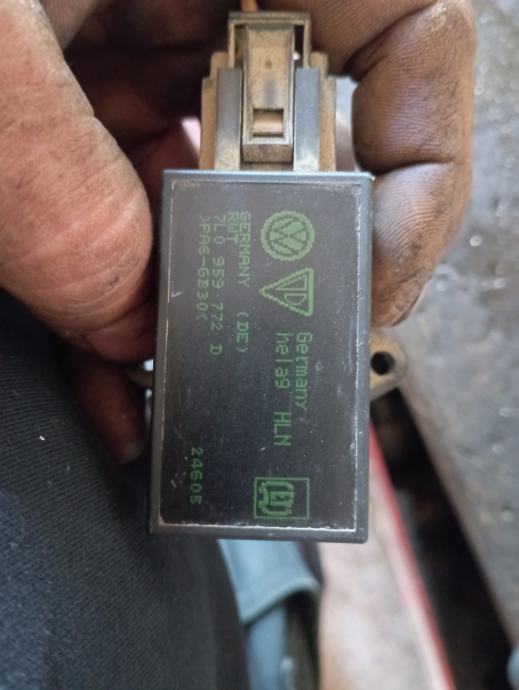 Germany
helag HLN
GERMANY (DE)
RWT
7L0 959 772 D
>PA6-GB30<
24605